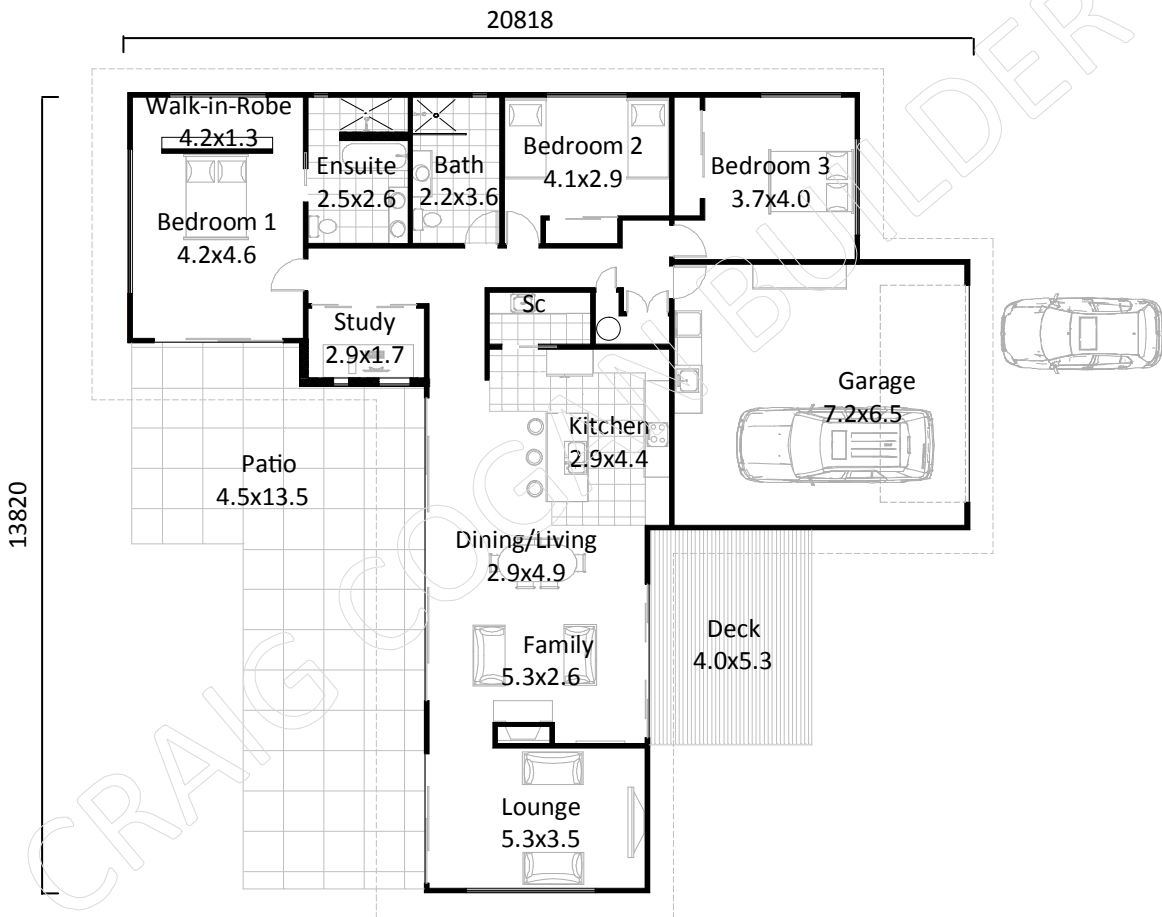 20818
13820
Walk-in-Robe
4.2x1.3
Ensuite
2.5x2.6
Bath
2.2x3.6
Bedroom 2
4.1x2.9
Bedroom 3
3.7x4.0
Bedroom 1
4.2x4.6
Sc
Study
2.9x1.7
Garage
7.2x6.5
Kitchen
2.9x4.4
Patio
4.5x13.5
Dining/Living
2.9x4.9
Family
5.3x2.6
Deck
4.0x5.3
Lounge
5.3x3.5
CRAIG COGAN BUILDER